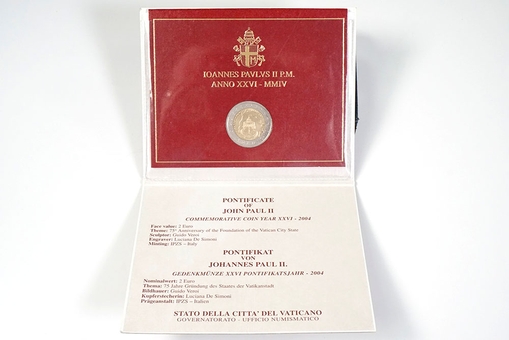 IOANNES PAVLVS II P.M.
ANNO XXVI - MMIV
PONTIFICATE
OF
JOHN PAUL II
COMMEMORATIVE COIN YEAR XXVI - 2004
Face value: 2 Euro
Theme: 75° Anniversary of the Foundation of the Vatican City State
Sculptor: Guido Veroi
Engraver: Luciana De Simoni
Minting: IPZS - Italy
PONTIFIKAT
VON
JOHANNES PAUL II.
GEDENKMÜNZE XXVI PONTIFIKATSJAHR - 2004
Nominalwert: 2 Euro
Thema: 75 Jahre Gründung des Staates der Vatikanstadt
Bildhauer: Guido Veroi
Kupferstecherin: Luciana De Simoni
Prägeanstalt: IPZS - Italien
STATO DELLA CITTA' DEL VATICANO
GOVERNATORATO - UFFICIO NUMISMATICO